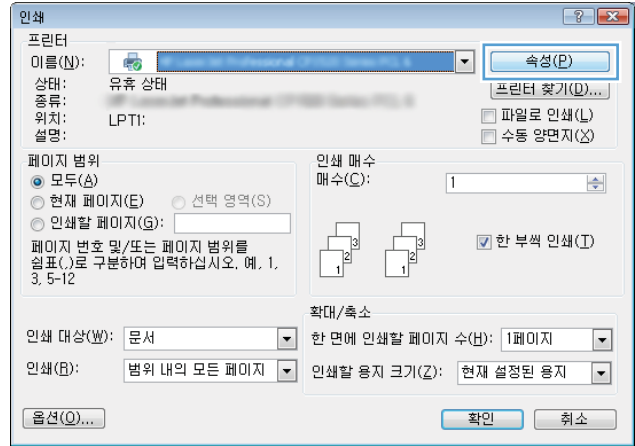 인쇄
프린터
이름(N):
속성(P)
상태: 유휴 상태
프린터 찾기(D)...
종류:
위치: LPT1:
파일로 인쇄(L)
설명:
수동 양면지(X)
페이지 범위
모두(A)
현재 페이지(E) 선택 영역(S)
인쇄할 페이지(G):
페이지 번호 및/또는 페이지 범위를
쉼표(,)로 구분하여 입력하십시오. 예, 1,
3, 5-12
인쇄 매수
매수(C): 1
3 3
2 2
1 1
한 부씩 인쇄(T)
인쇄 대상(W): 문서
인쇄(R): 범위 내의 모든 페이지
확대/축소
한 면에 인쇄할 페이지 수(H): 1페이지
인쇄할 용지 크기(Z): 현재 설정된 용지
옵션(O)...
확인 취소